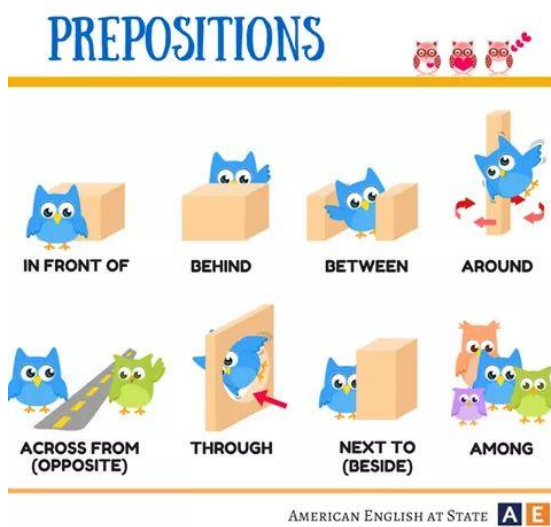 PREPOSITIONS
IN FRONT OF
BEHIND
BETWEEN
AROUND
ACROSS FROM
(OPPOSITE)
THROUGH
NEXT TO
(BESIDE)
AMONG
AMERICAN ENGLISH AT STATE
A E